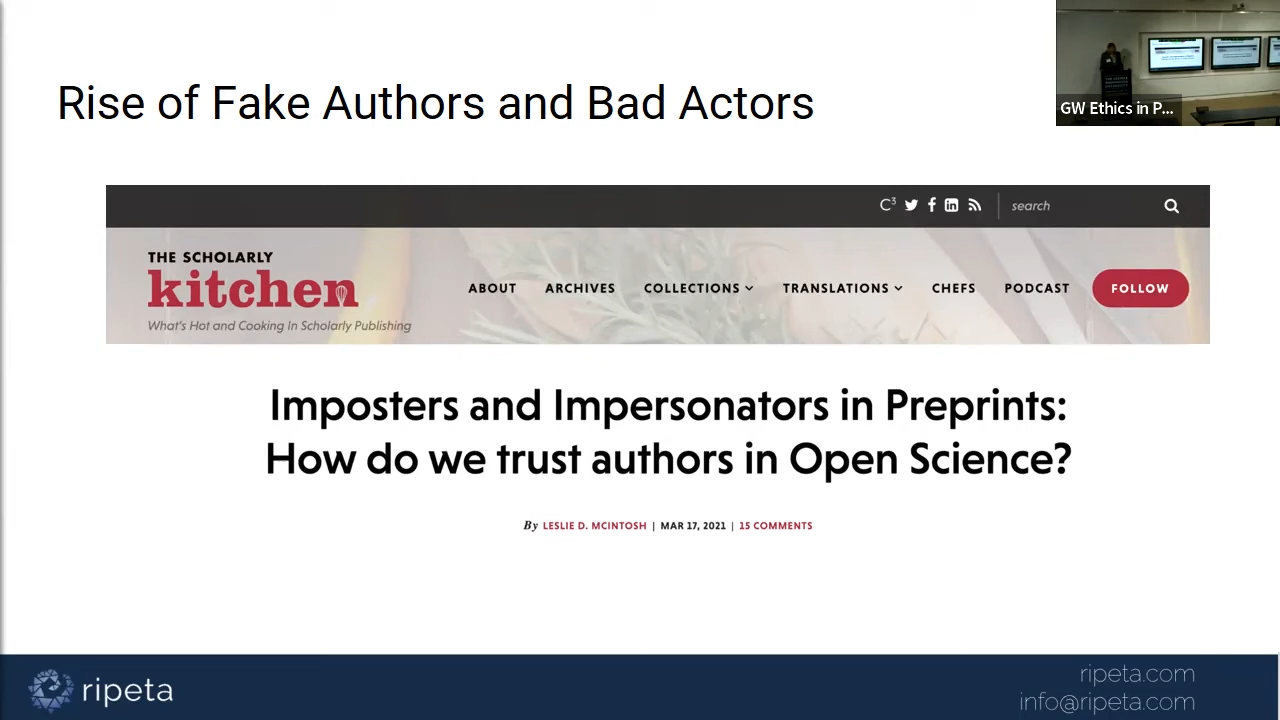 Rise of Fake Authors and Bad Actors
GW Ethics in P...
C3
search
THE SCHOLARLY
kitchen
What's Hot and Cooking In Scholarly Publishing
ABOUT ARCHIVES COLLECTIONS TRANSLATIONS CHEFS PODCAST FOLLOW
Imposters and Impersonators in Preprints:
How do we trust authors in Open Science?
By LESLIE D. MCINTOSH | MAR 17, 2021 | 15 COMMENTS
ripeta
ripeta.com
info@ripeta.com